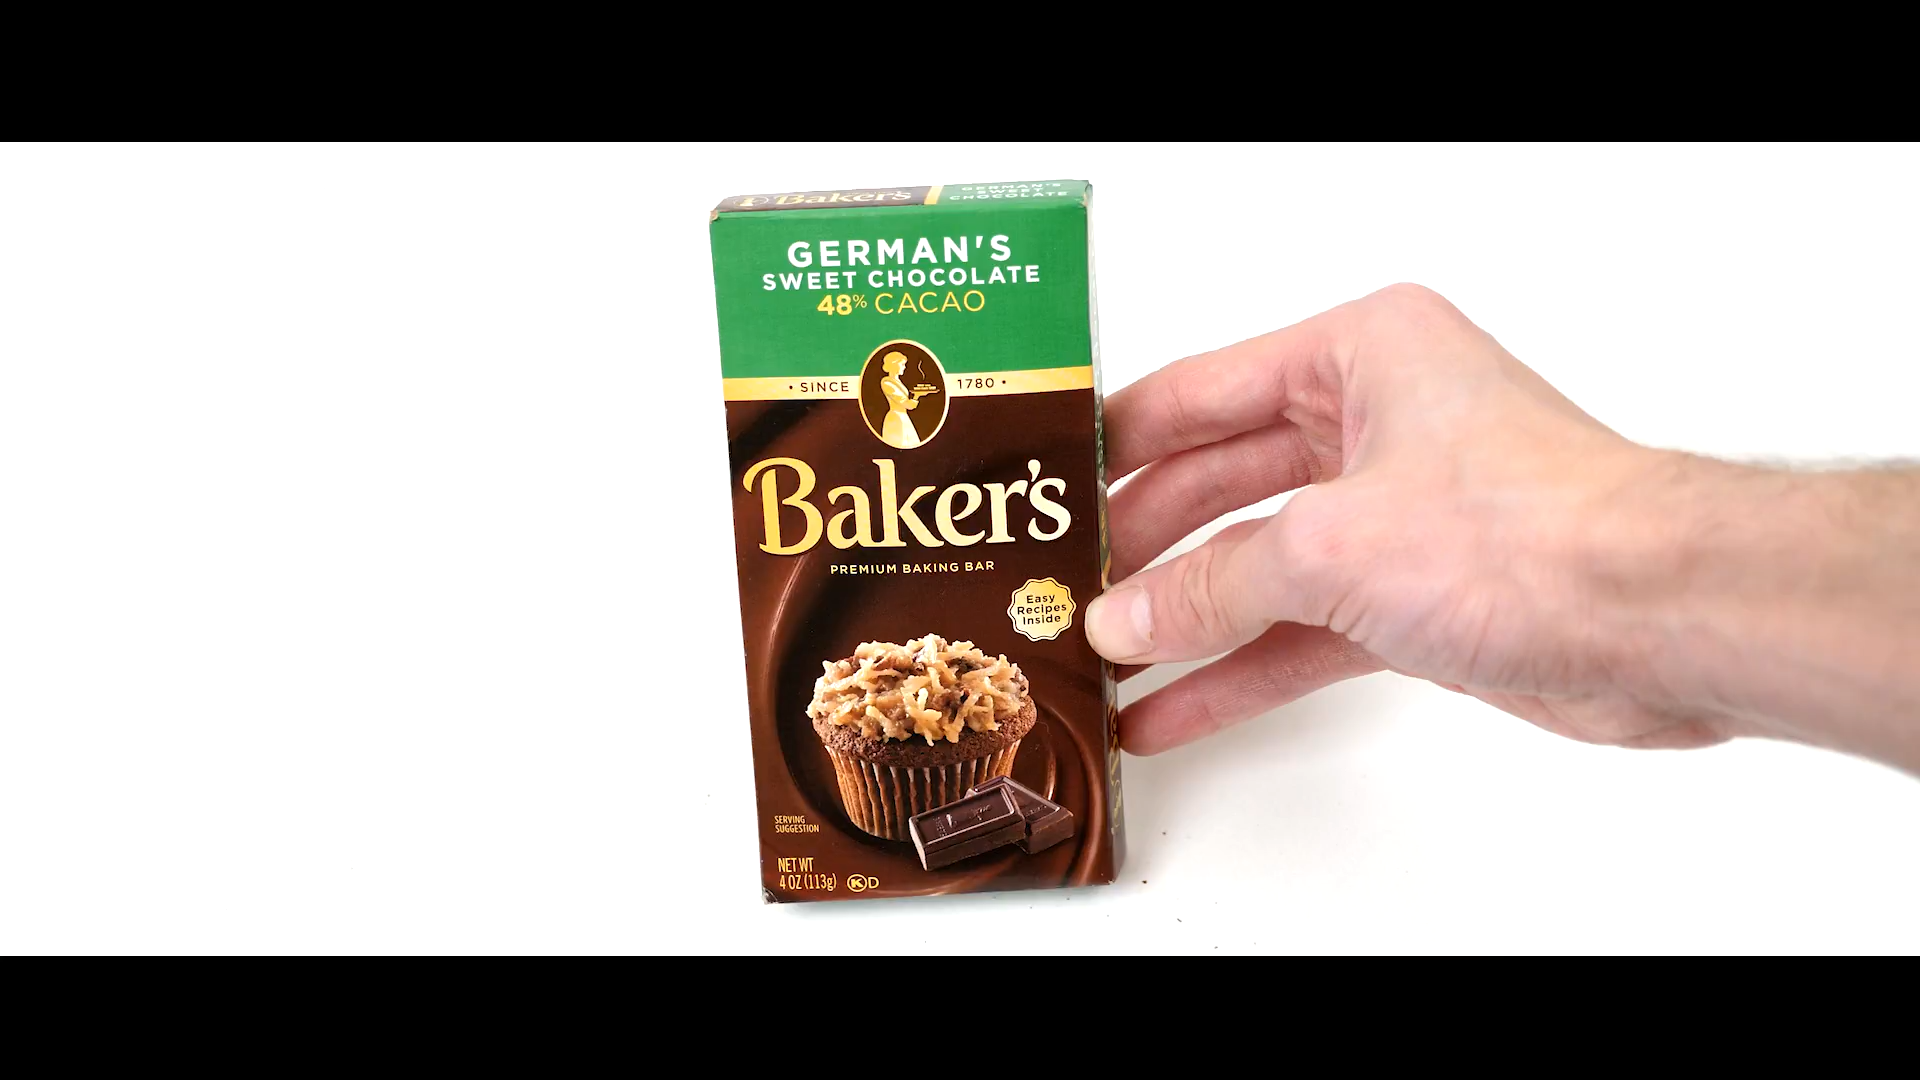 Baker's
GERMAN'S
SWEET
CHOCOLATE
GERMAN'S
SWEET CHOCOLATE
48% CACAO
• SINCE 1780 •
Baker's
PREMIUM BAKING BAR
Easy
Recipes
Inside
SERVING
SUGGESTION
NET WT
4 OZ (113g) K D